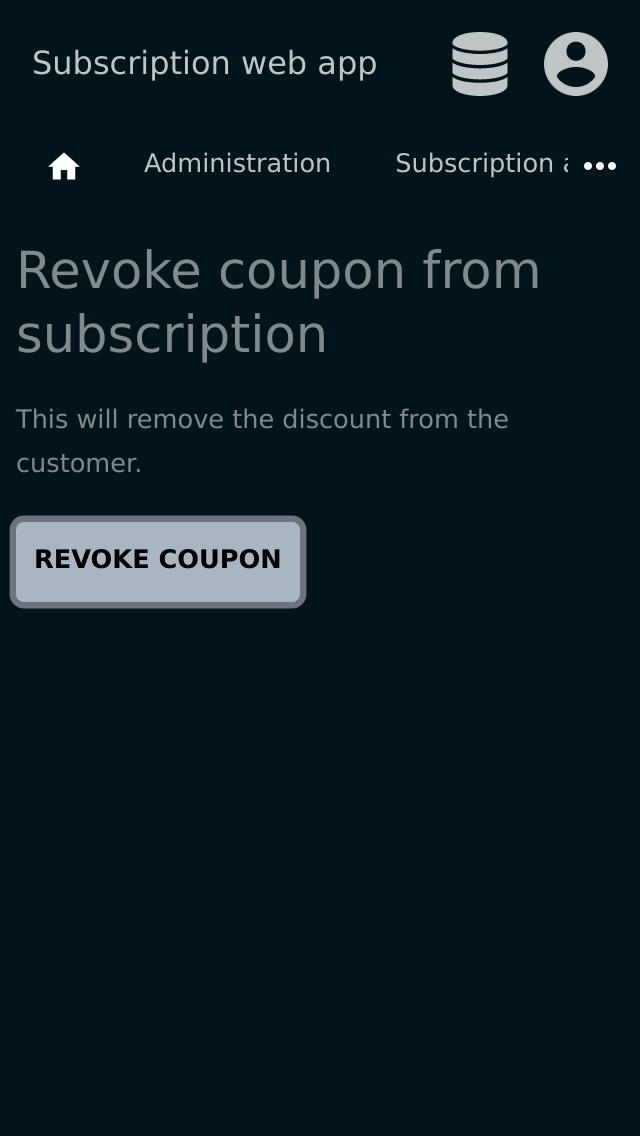 Subscription web app
Administration
Subscription
Revoke coupon from
subscription
This will remove the discount from the
customer.
REVOKE COUPON